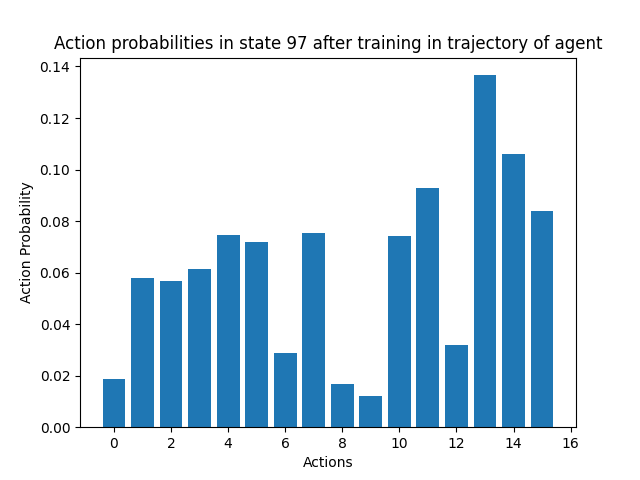 Action probabilities in state 97 after training in trajectory of agent
0.14
0.12
0.10
0.08
0.06
0.04
0.02
0.00
Action Probability
0 2 4 6 8 10 12 14 16
Actions